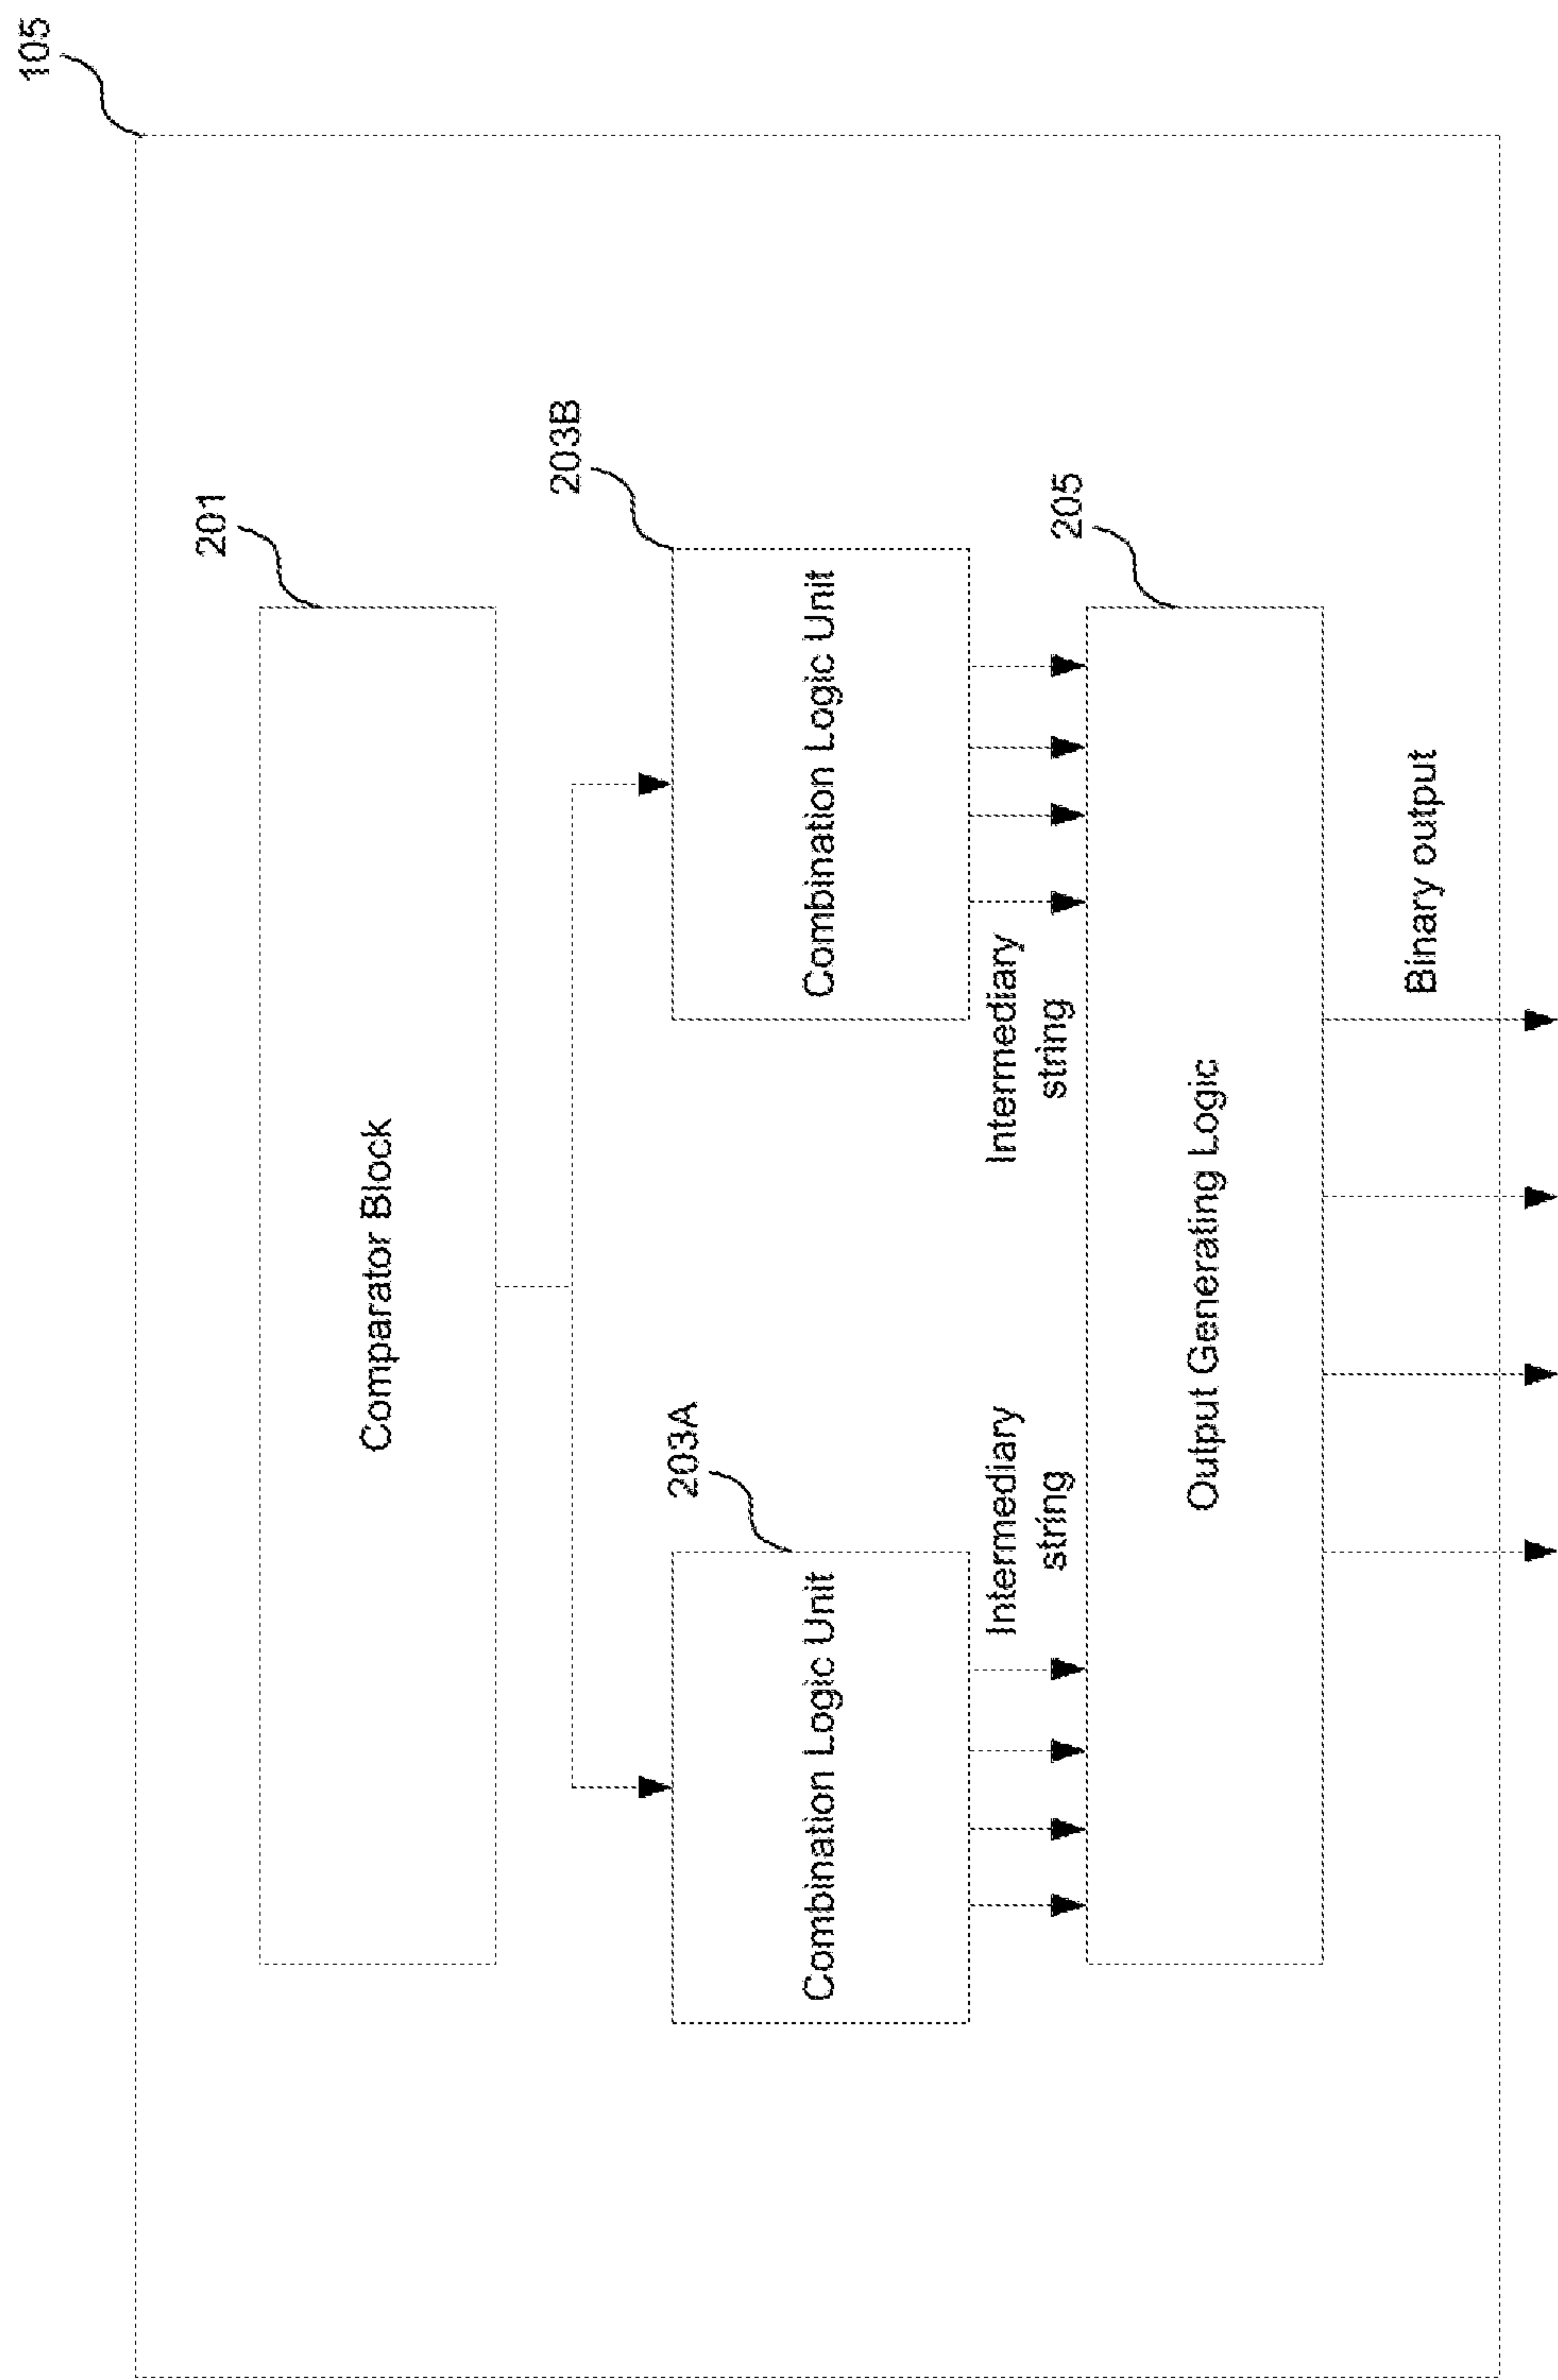 105
201
Comparator Block
203A
203B
Combination Logic Unit
Combination Logic Unit
Intermediary
string
Intermediary
string
205
Output Generating Logic
Binary output